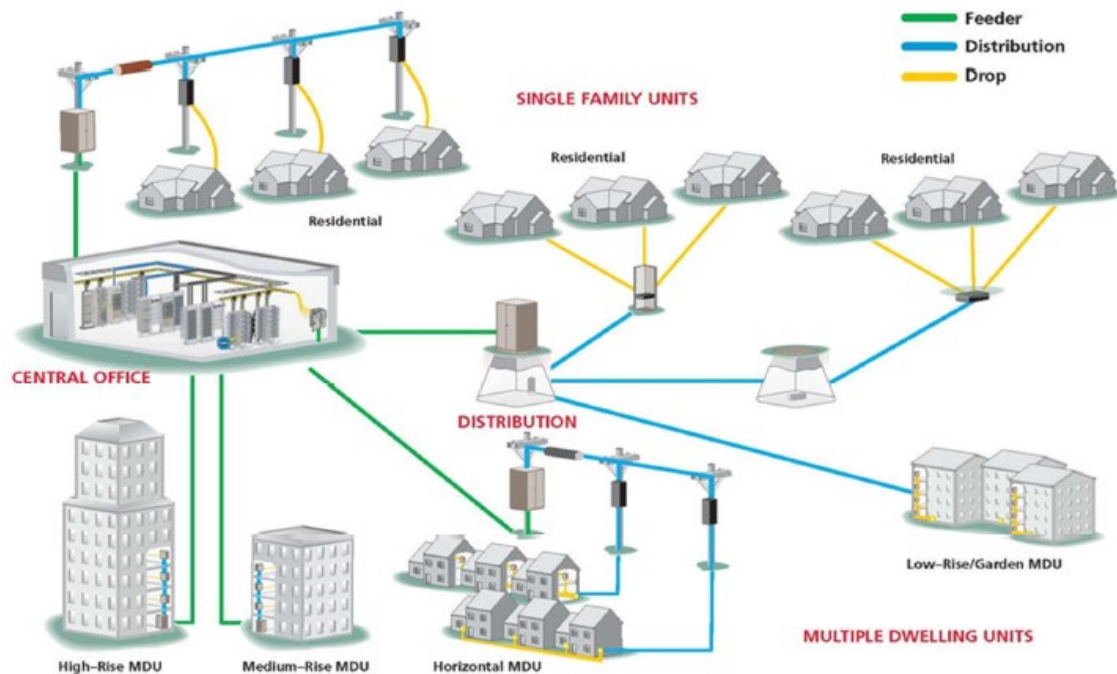 Feeder
Distribution
Drop
SINGLE FAMILY UNITS
Residential
Residential
Residential
CENTRAL OFFICE
DISTRIBUTION
Low–Rise/Garden MDU
MULTIPLE DWELLING UNITS
High–Rise MDU
Medium–Rise MDU
Horizontal MDU